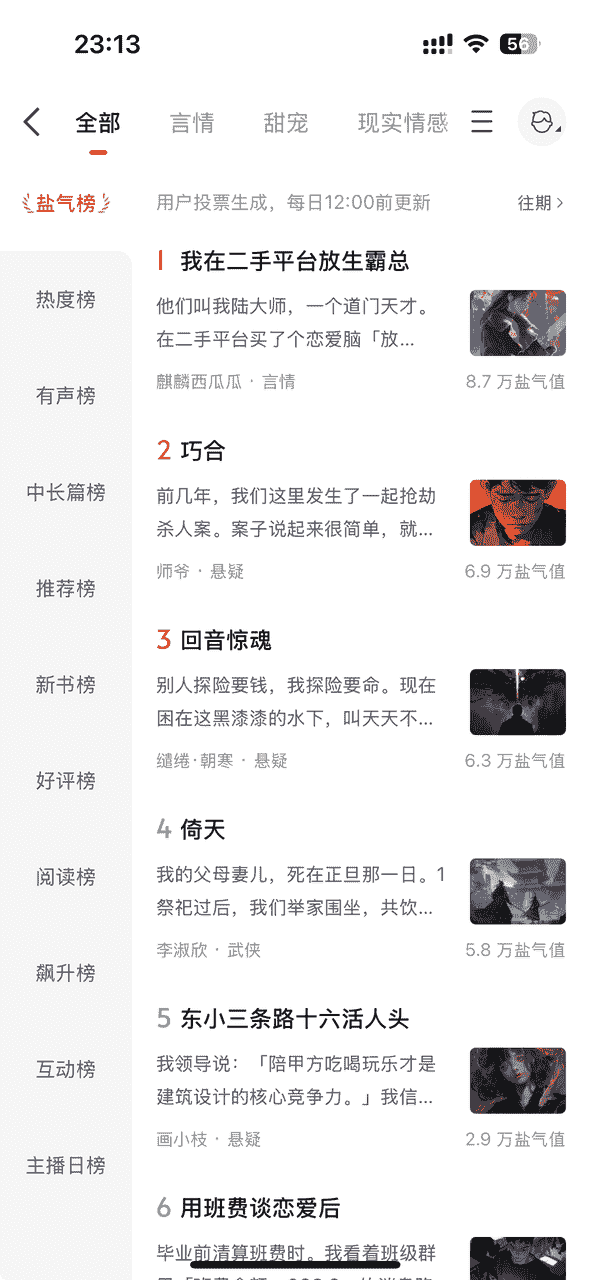 23:13
56
全部 言情 甜宠 现实情感
盐气榜
用户投票生成，每日12:00前更新 往期
热度榜
有声榜
中长篇榜
推荐榜
新书榜
好评榜
阅读榜
飙升榜
互动榜
主播日榜
1 我在二手平台放生霸总
他们叫我陆大师，一个道门天才。
在二手平台买了个恋爱脑「放...
麒麟西瓜瓜 · 言情 8.7 万盐气值
2 巧合
前几年，我们这里发生了一起抢劫
杀人案。案子说起来很简单，就...
师爷 · 悬疑 6.9 万盐气值
3 回音惊魂
别人探险要钱，我探险要命。现在
困在这黑漆漆的水下，叫天天不...
缱绻·朝寒 · 悬疑 6.3 万盐气值
4 倚天
我的父母妻儿，死在正旦那一日。1
祭祀过后，我们举家围坐，共饮...
李淑欣 · 武侠 5.8 万盐气值
5 东小三条路十六活人头
我领导说：「陪甲方吃喝玩乐才是
建筑设计的核心竞争力。」我信...
画小枝 · 悬疑 2.9 万盐气值
6 用班费谈恋爱后
毕业前清算班费时。我看着班级群